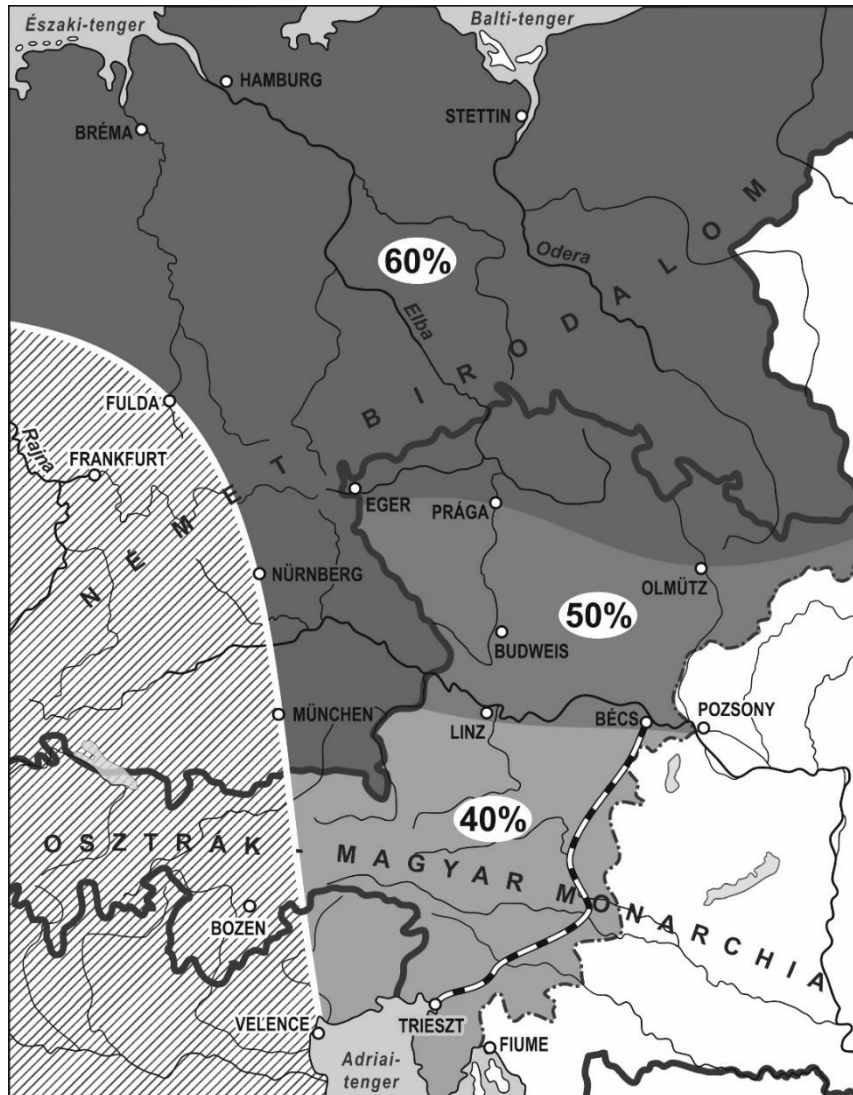 Északi-tenger
Balti-tenger
HAMBURG
STETTIN
BRÉMA
60%
Odera
Elba
NÉMET BIRODALOM
FULDA
Rajna
FRANKFURT
EGER
PRÁGA
NÜRNBERG
OLMÜTZ
50%
BUDWEIS
MÜNCHEN
LINZ
BÉCS
POZSONY
40%
OSZTRÁK-MAGYAR MONARCHIA
BOZEN
VELENCE
TRIESZT
FIUME
Adriai-
tenger